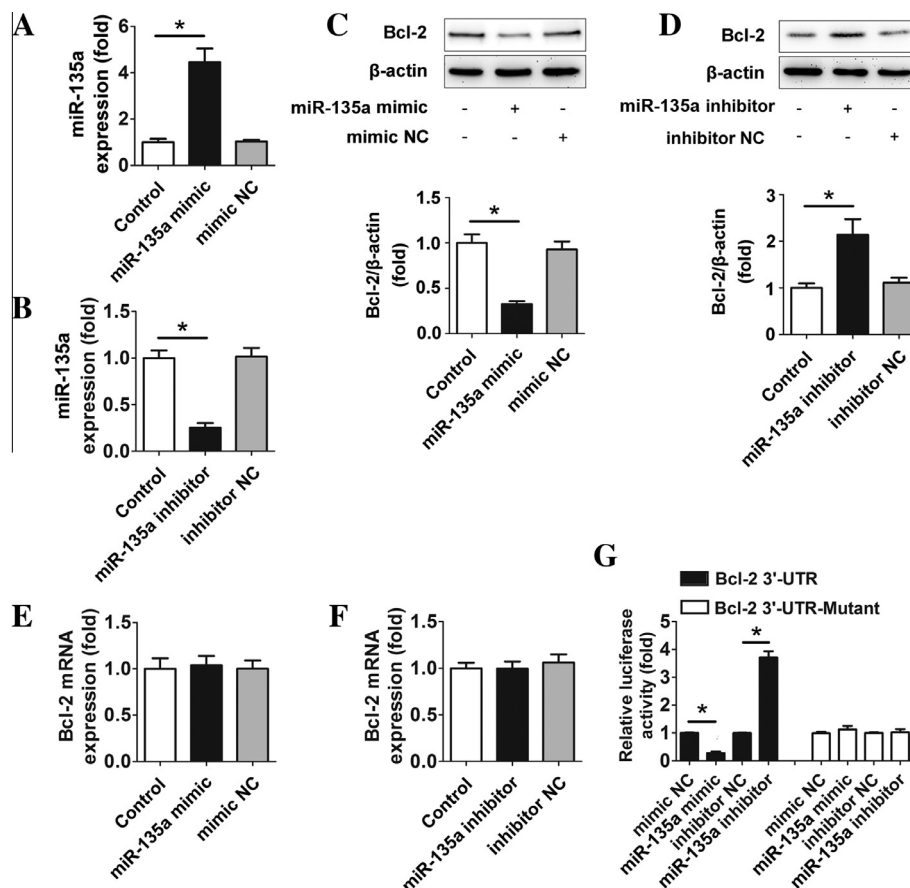 A
miR-135a
expression (fold)
6
4
2
0
*
Control
miR-135a mimic
mimic NC
B
miR-135a
expression (fold)
1.5
1.0
0.5
0.0
*
Control
miR-135a inhibitor
inhibitor NC
C
Bcl-2
β-actin
miR-135a mimic - + -
mimic NC - - +
Bcl-2/β-actin
(fold)
1.5
1.0
0.5
0.0
*
Control
miR-135a mimic
mimic NC
D
Bcl-2
β-actin
miR-135a inhibitor - + -
inhibitor NC - - +
Bcl-2/β-actin
(fold)
3
2
1
0
*
Control
miR-135a inhibitor
inhibitor NC
E
Bcl-2 mRNA
expression (fold)
1.5
1.0
0.5
0.0
Control
miR-135a mimic
mimic NC
F
Bcl-2 mRNA
expression (fold)
1.5
1.0
0.5
0.0
Control
miR-135a inhibitor
inhibitor NC
G
Bcl-2 3'-UTR
Bcl-2 3'-UTR-Mutant
Relative luciferase
activity (fold)
5
4
3
2
1
0
*
*
mimic NC
miR-135a mimic
inhibitor NC
miR-135a inhibitor
mimic NC
miR-135a mimic
inhibitor NC
miR-135a inhibitor